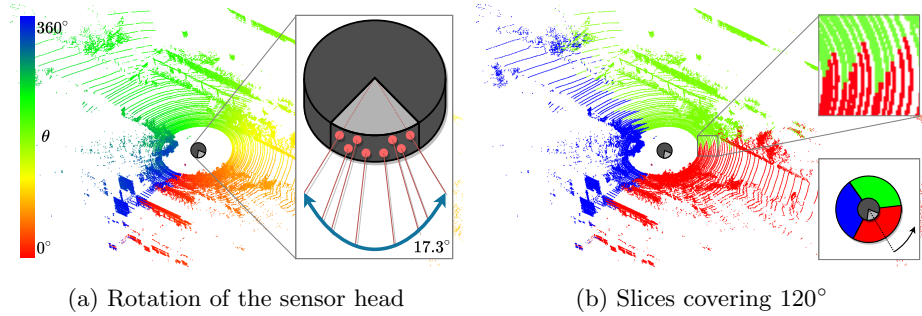 360°
θ
0°
17.3°
(a) Rotation of the sensor head
(b) Slices covering 120°